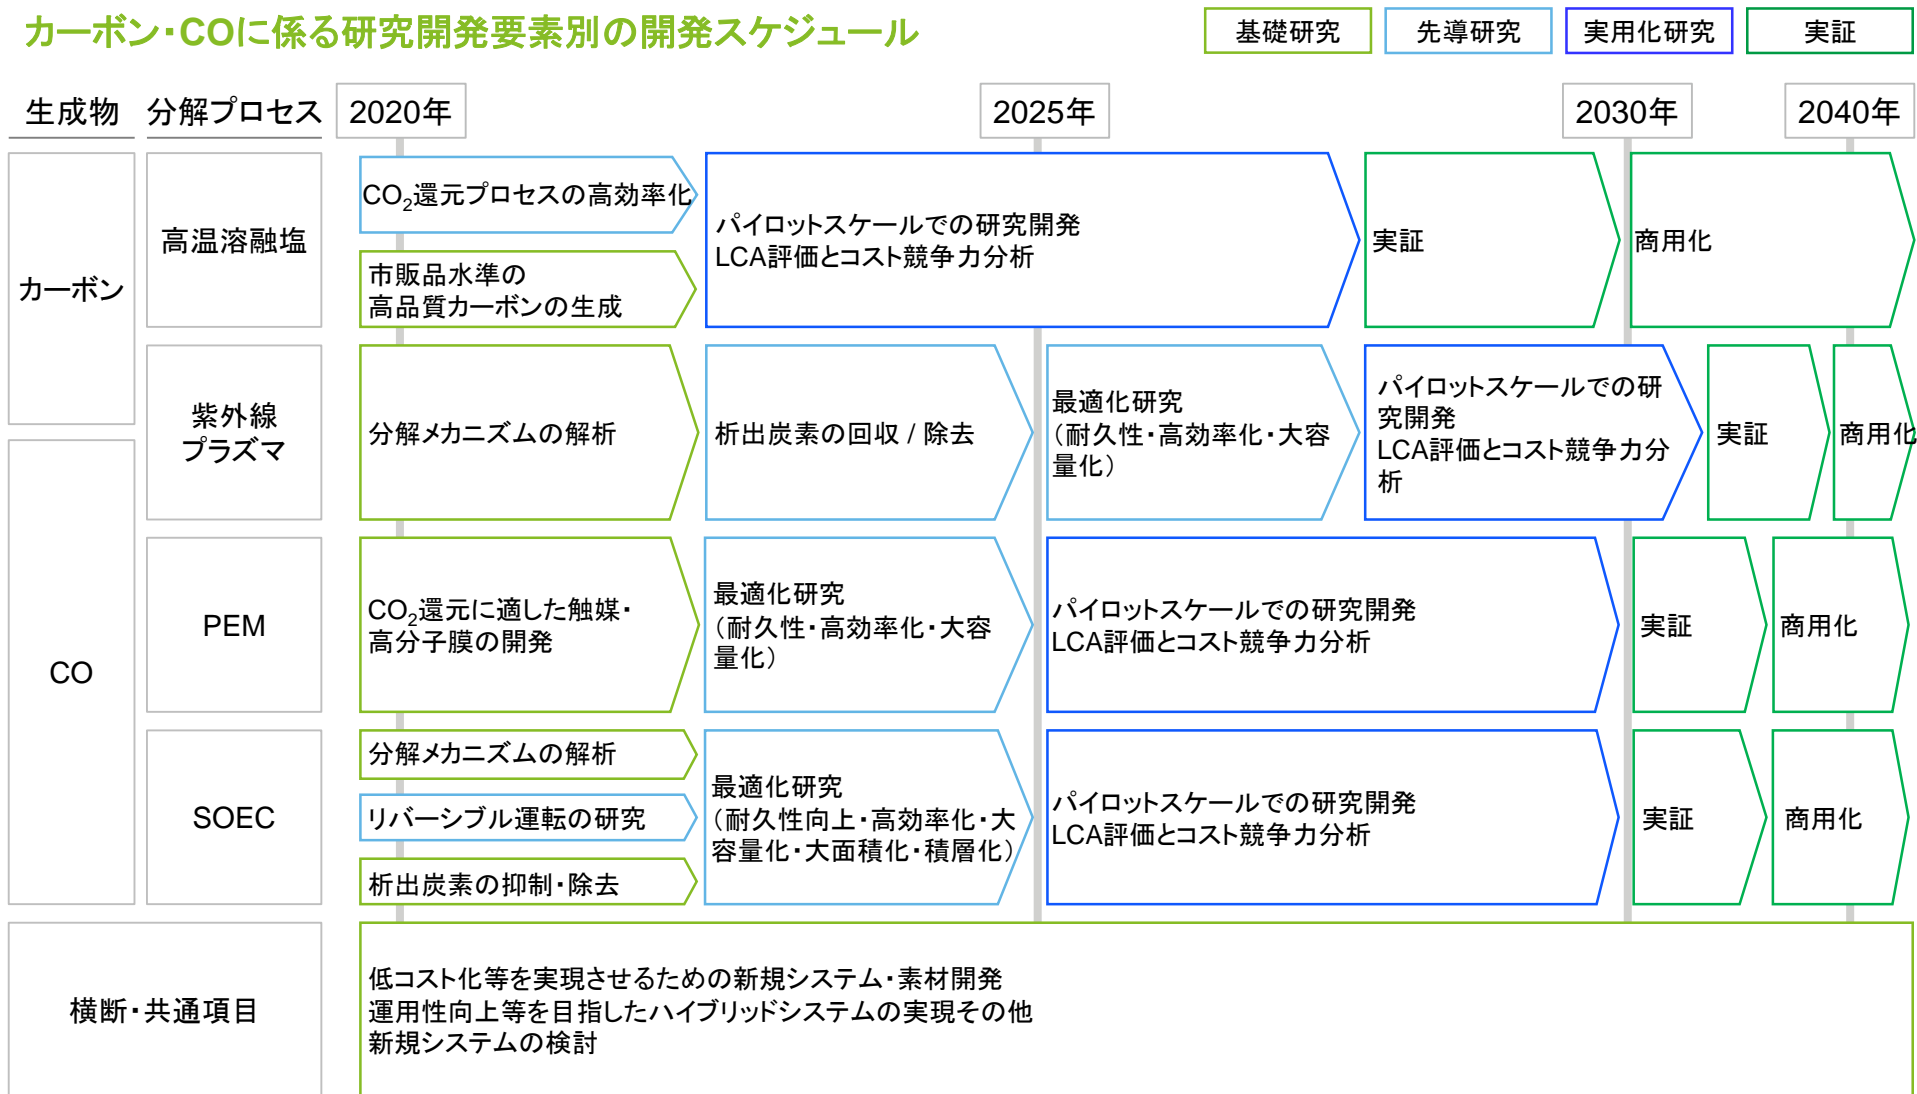 カーボン・COに係る研究開発要素別の開発スケジュール
基礎研究
先導研究
実用化研究
実証
生成物
分解プロセス
2020年
2025年
2030年
2040年
カーボン
高温溶融塩
CO₂還元プロセスの高効率化
市販品水準の
高品質カーボンの生成
パイロットスケールでの研究開発
LCA評価とコスト競争力分析
実証
商用化
紫外線
プラズマ
分解メカニズムの解析
析出炭素の回収 / 除去
最適化研究
（耐久性・高効率化・大容
量化）
パイロットスケールでの研
究開発
LCA評価とコスト競争力分
析
実証
商用化
CO
PEM
CO₂還元に適した触媒・
高分子膜の開発
最適化研究
（耐久性・高効率化・大容
量化）
パイロットスケールでの研究開発
LCA評価とコスト競争力分析
実証
商用化
SOEC
分解メカニズムの解析
リバーシブル運転の研究
析出炭素の抑制・除去
最適化研究
（耐久性向上・高効率化・大
容量化・大面積化・積層化）
パイロットスケールでの研究開発
LCA評価とコスト競争力分析
実証
商用化
横断・共通項目
低コスト化等を実現させるための新規システム・素材開発
運用性向上等を目指したハイブリッドシステムの実現その他
新規システムの検討